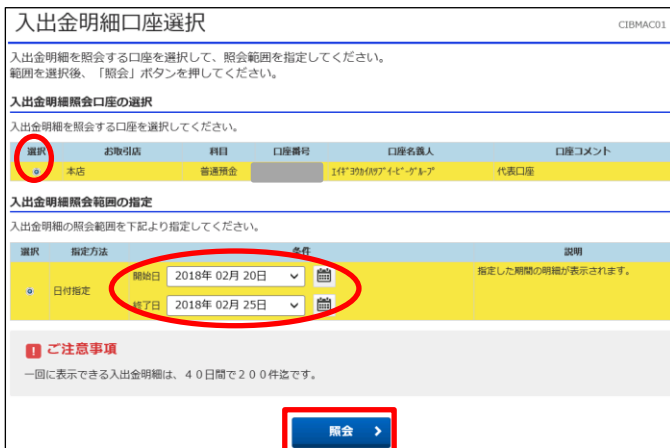 入出金明細口座選択
CIBMAC01
入出金明細を照会する口座を選択して、照会範囲を指定してください。
範囲を選択後、「照会」ボタンを押してください。
入出金明細照会口座の選択
入出金明細を照会する口座を選択してください。
選択 お取引店 科目 口座番号 口座名義人 口座コメント
本店 普通預金 ｴｲｷﾞﾖｳｶｲﾊﾂﾌﾞｲ-ﾋﾟ-ｸﾞﾙ-ﾌﾟ 代表口座
入出金明細照会範囲の指定
入出金明細の照会範囲を下記より指定してください。
選択 指定方法 条件 説明
日付指定
開始日 2018年 02月 20日
終了日 2018年 02月 25日
指定した期間の明細が表示されます。
ご注意事項
一回に表示できる入出金明細は、４０日間で２００件迄です。
照会